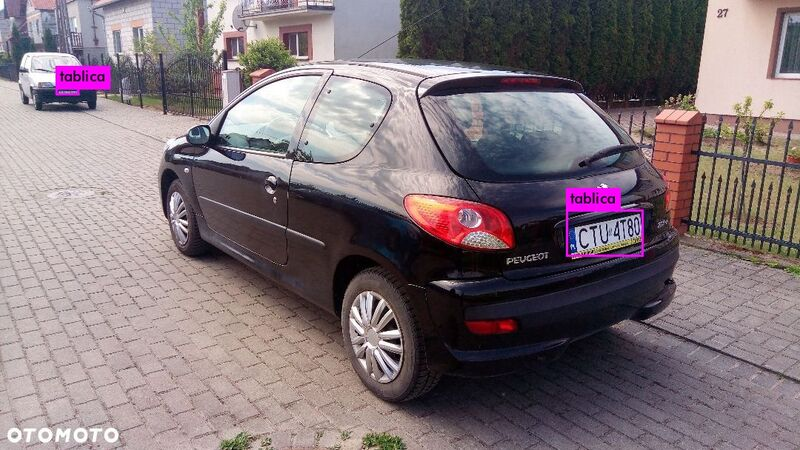 27
tablica
tablica
CTU 4T80
PEUGEOT
OTOMOTO